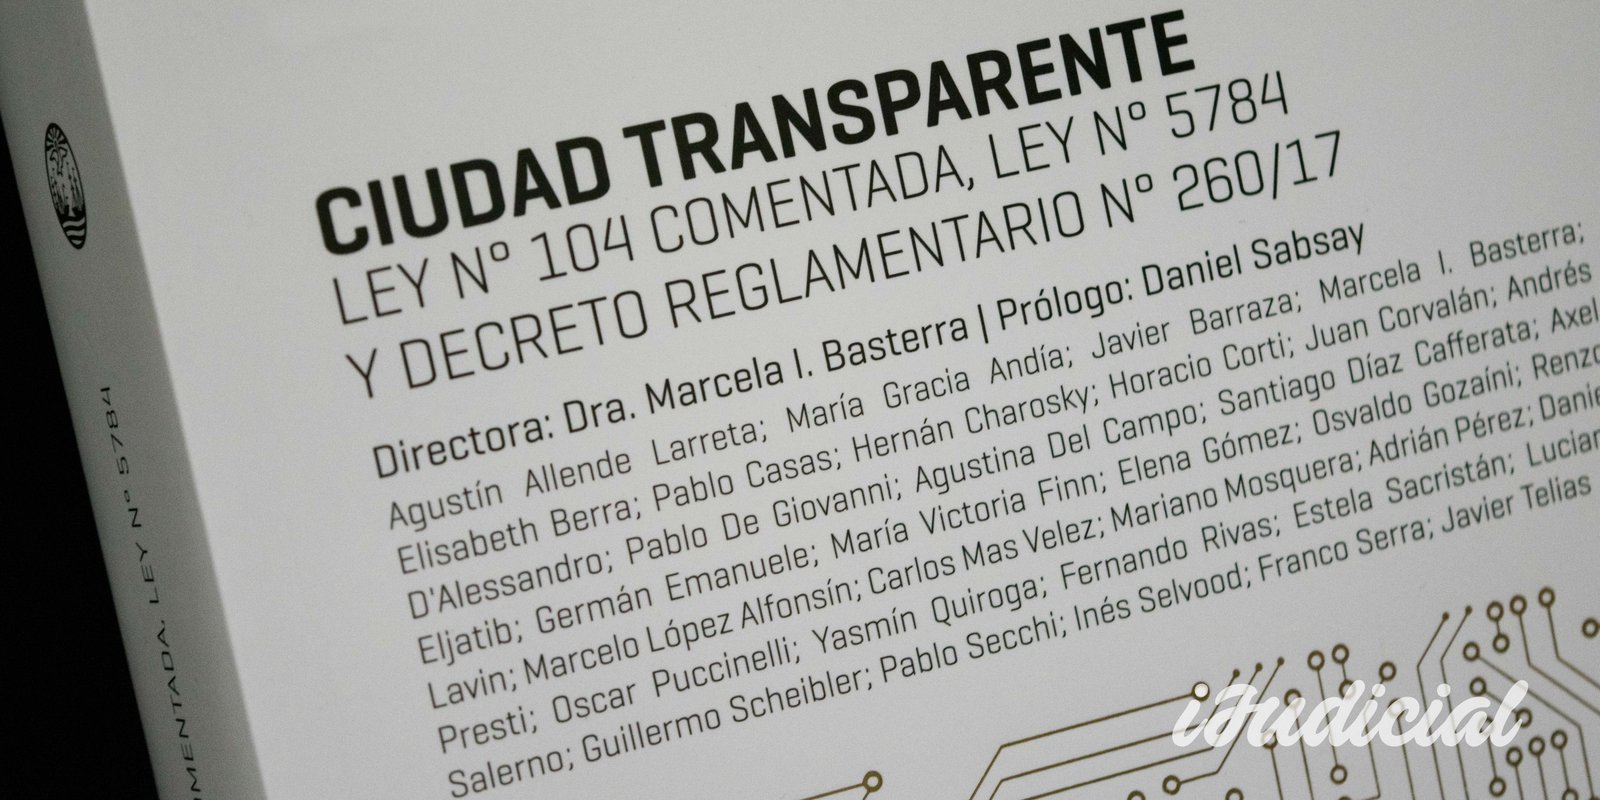 CIUDAD TRANSPARENTE
LEY Nº 104 COMENTADA, LEY Nº 5784
Y DECRETO REGLAMENTARIO Nº 260/17
Directora: Dra. Marcela I. Basterra | Prólogo: Daniel Sabsay
Agustín Allende Larreta; María Gracia Andía; Javier Barraza; Marcela I. Basterra;
Elisabeth Berra; Pablo Casas; Hernán Charosky; Horacio Corti; Juan Corvalán; Andrés
D'Alessandro; Pablo De Giovanni; Agustina Del Campo; Santiago Díaz Cafferata; Axel
Eljatib; Germán Emanuele; María Victoria Finn; Elena Gómez; Osvaldo Gozaíni; Renzo
Lavin; Marcelo López Alfonsín; Carlos Mas Velez; Mariano Mosquera; Adrián Pérez;
Presti; Oscar Puccinelli; Yasmín Quiroga; Fernando Rivas; Estela Sacristán;
Salerno; Guillermo Scheibler; Pablo Secchi; Inés Selvood; Franco Serra; Javier Telias
LEY Nº 5784
iJudicial